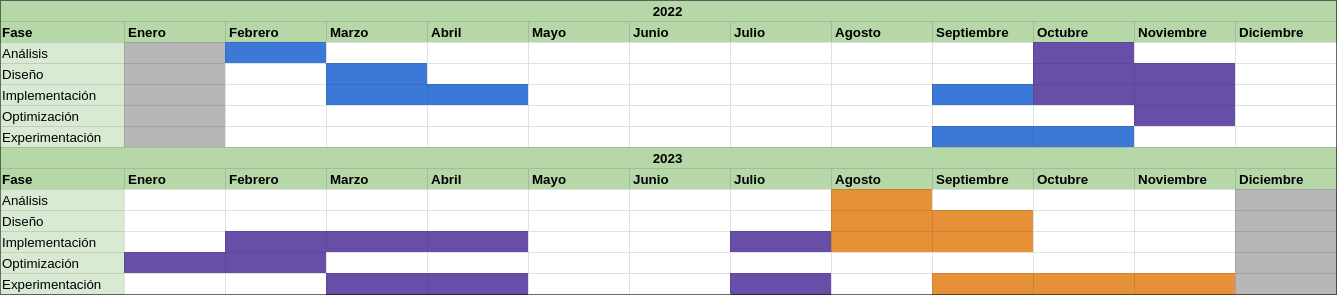 2022
Fase Enero Febrero Marzo Abril Mayo Junio Julio Agosto Septiembre Octubre Noviembre Diciembre
Análisis
Diseño
Implementación
Optimización
Experimentación
2023
Fase Enero Febrero Marzo Abril Mayo Junio Julio Agosto Septiembre Octubre Noviembre Diciembre
Análisis
Diseño
Implementación
Optimización
Experimentación